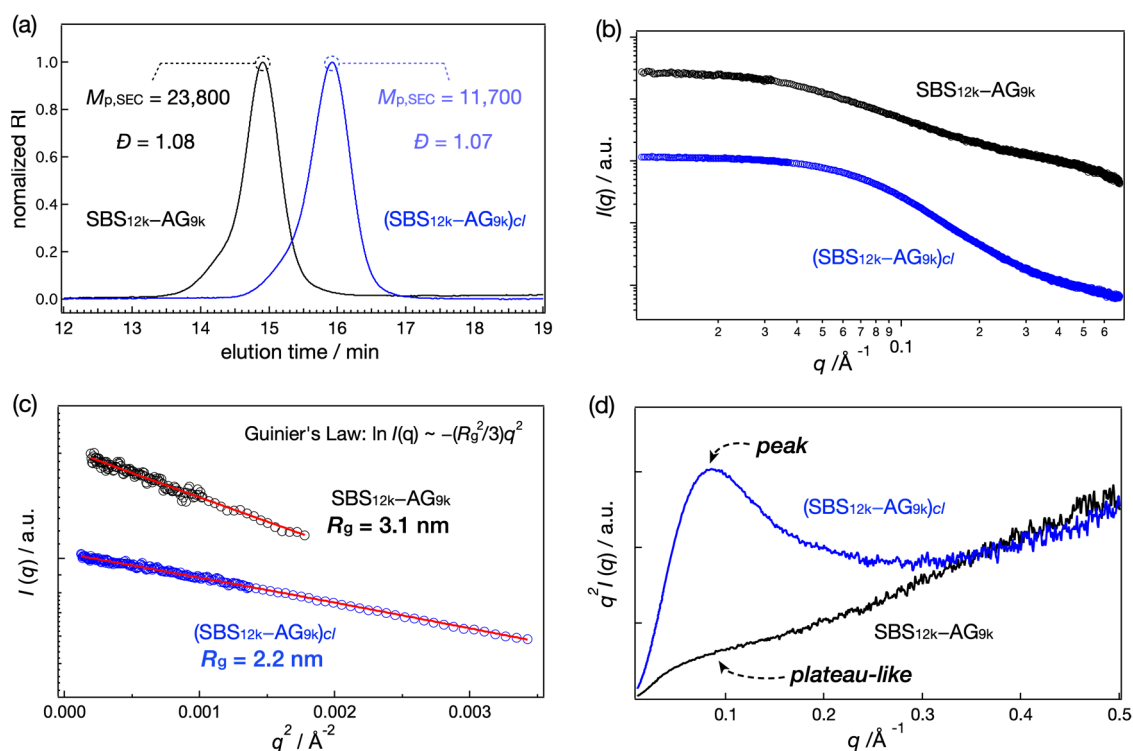 (a)
nomalized RI
1.0
0.8
0.6
0.4
0.2
0.0
Mp,SEC = 23,800
Đ = 1.08
SBS12k–AG9k
Mp,SEC = 11,700
Đ = 1.07
(SBS12k–AG9k)cl
12 13 14 15 16 17 18 19
elution time / min
(b)
I(q) / a.u.
SBS12k–AG9k
(SBS12k–AG9k)cl
2 3 4 5 6 7 8 9 0.1 2 3 4 5 6
q /Å-1
(c)
I (q) / a.u.
Guinier's Law: ln I(q) ~ −(Rg2/3)q2
SBS12k–AG9k
Rg = 3.1 nm
(SBS12k–AG9k)cl
Rg = 2.2 nm
0.000 0.001 0.002 0.003
q2 / Å-2
(d)
q2 I (q) / a.u.
peak
(SBS12k–AG9k)cl
SBS12k–AG9k
plateau-like
0.1 0.2 0.3 0.4 0.5
q /Å-1